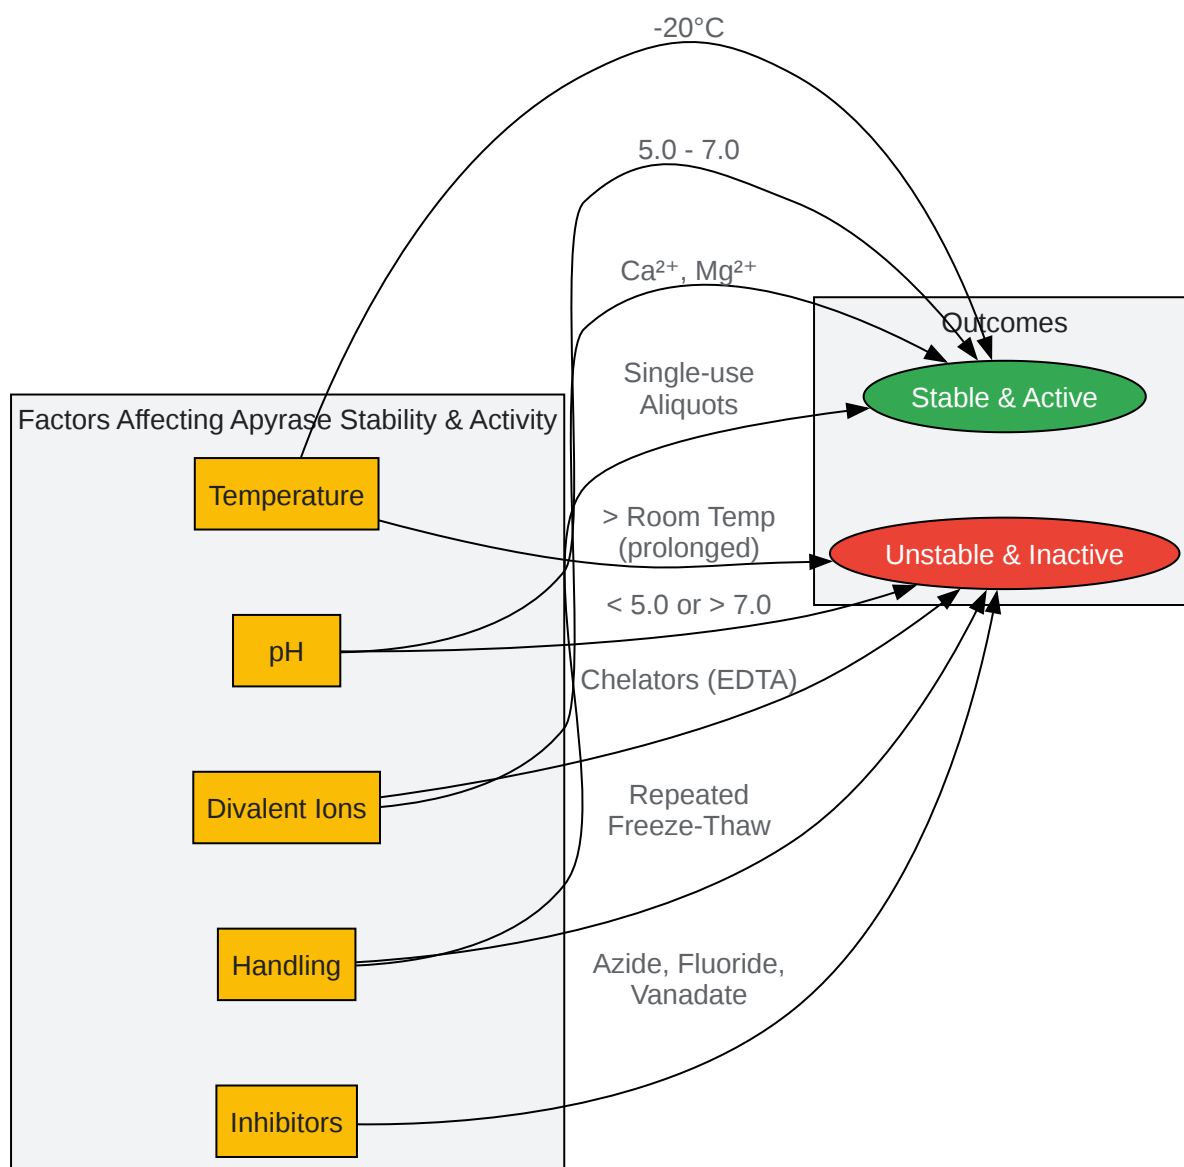 -20°C
5.0 - 7.0
Ca²⁺, Mg²⁺
Outcomes
Single-use
Aliquots
Stable & Active
Factors Affecting Apyrase Stability & Activity
Temperature
> Room Temp
(prolonged)
Unstable & Inactive
< 5.0 or > 7.0
pH
Chelators (EDTA)
Divalent Ions
Repeated
Freeze-Thaw
Handling
Azide, Fluoride,
Vanadate
Inhibitors